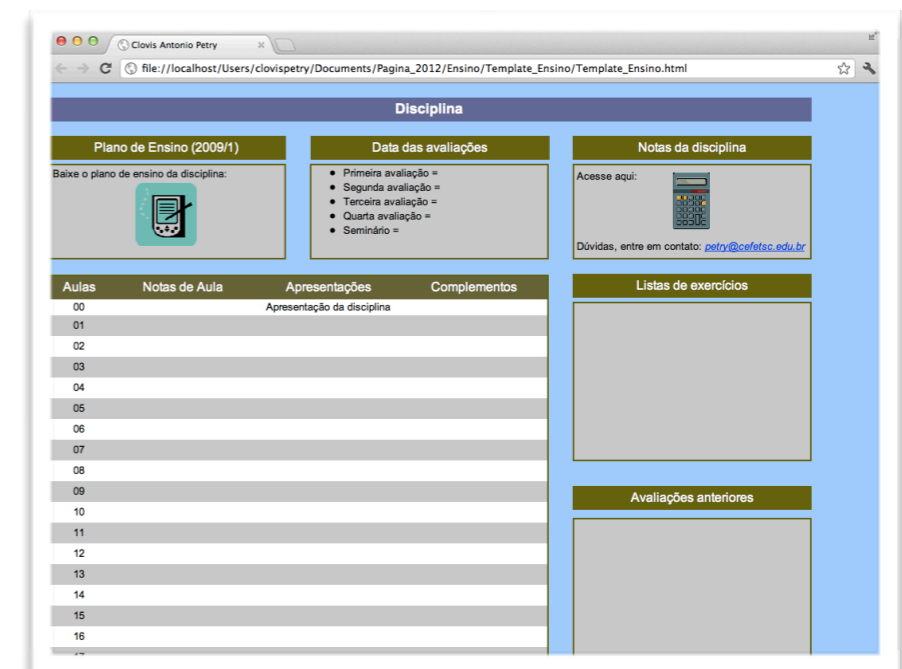 Clovis Antonio Petry
file://localhost/Users/clovispetry/Documents/Pagina_2012/Ensino/Template_Ensino/Template_Ensino.html
Disciplina
Plano de Ensino (2009/1)
Baixe o plano de ensino da disciplina:
Data das avaliações
Primeira avaliação =
Segunda avaliação =
Terceira avaliação =
Quarta avaliação =
Seminário =
Notas da disciplina
Acesse aqui:
Dúvidas, entre em contato: petry@cefetsc.edu.br
Aulas Notas de Aula Apresentações Complementos
00 Apresentação da disciplina
01
02
03
04
05
06
07
08
09
10
11
12
13
14
15
16
Listas de exercícios
Avaliações anteriores